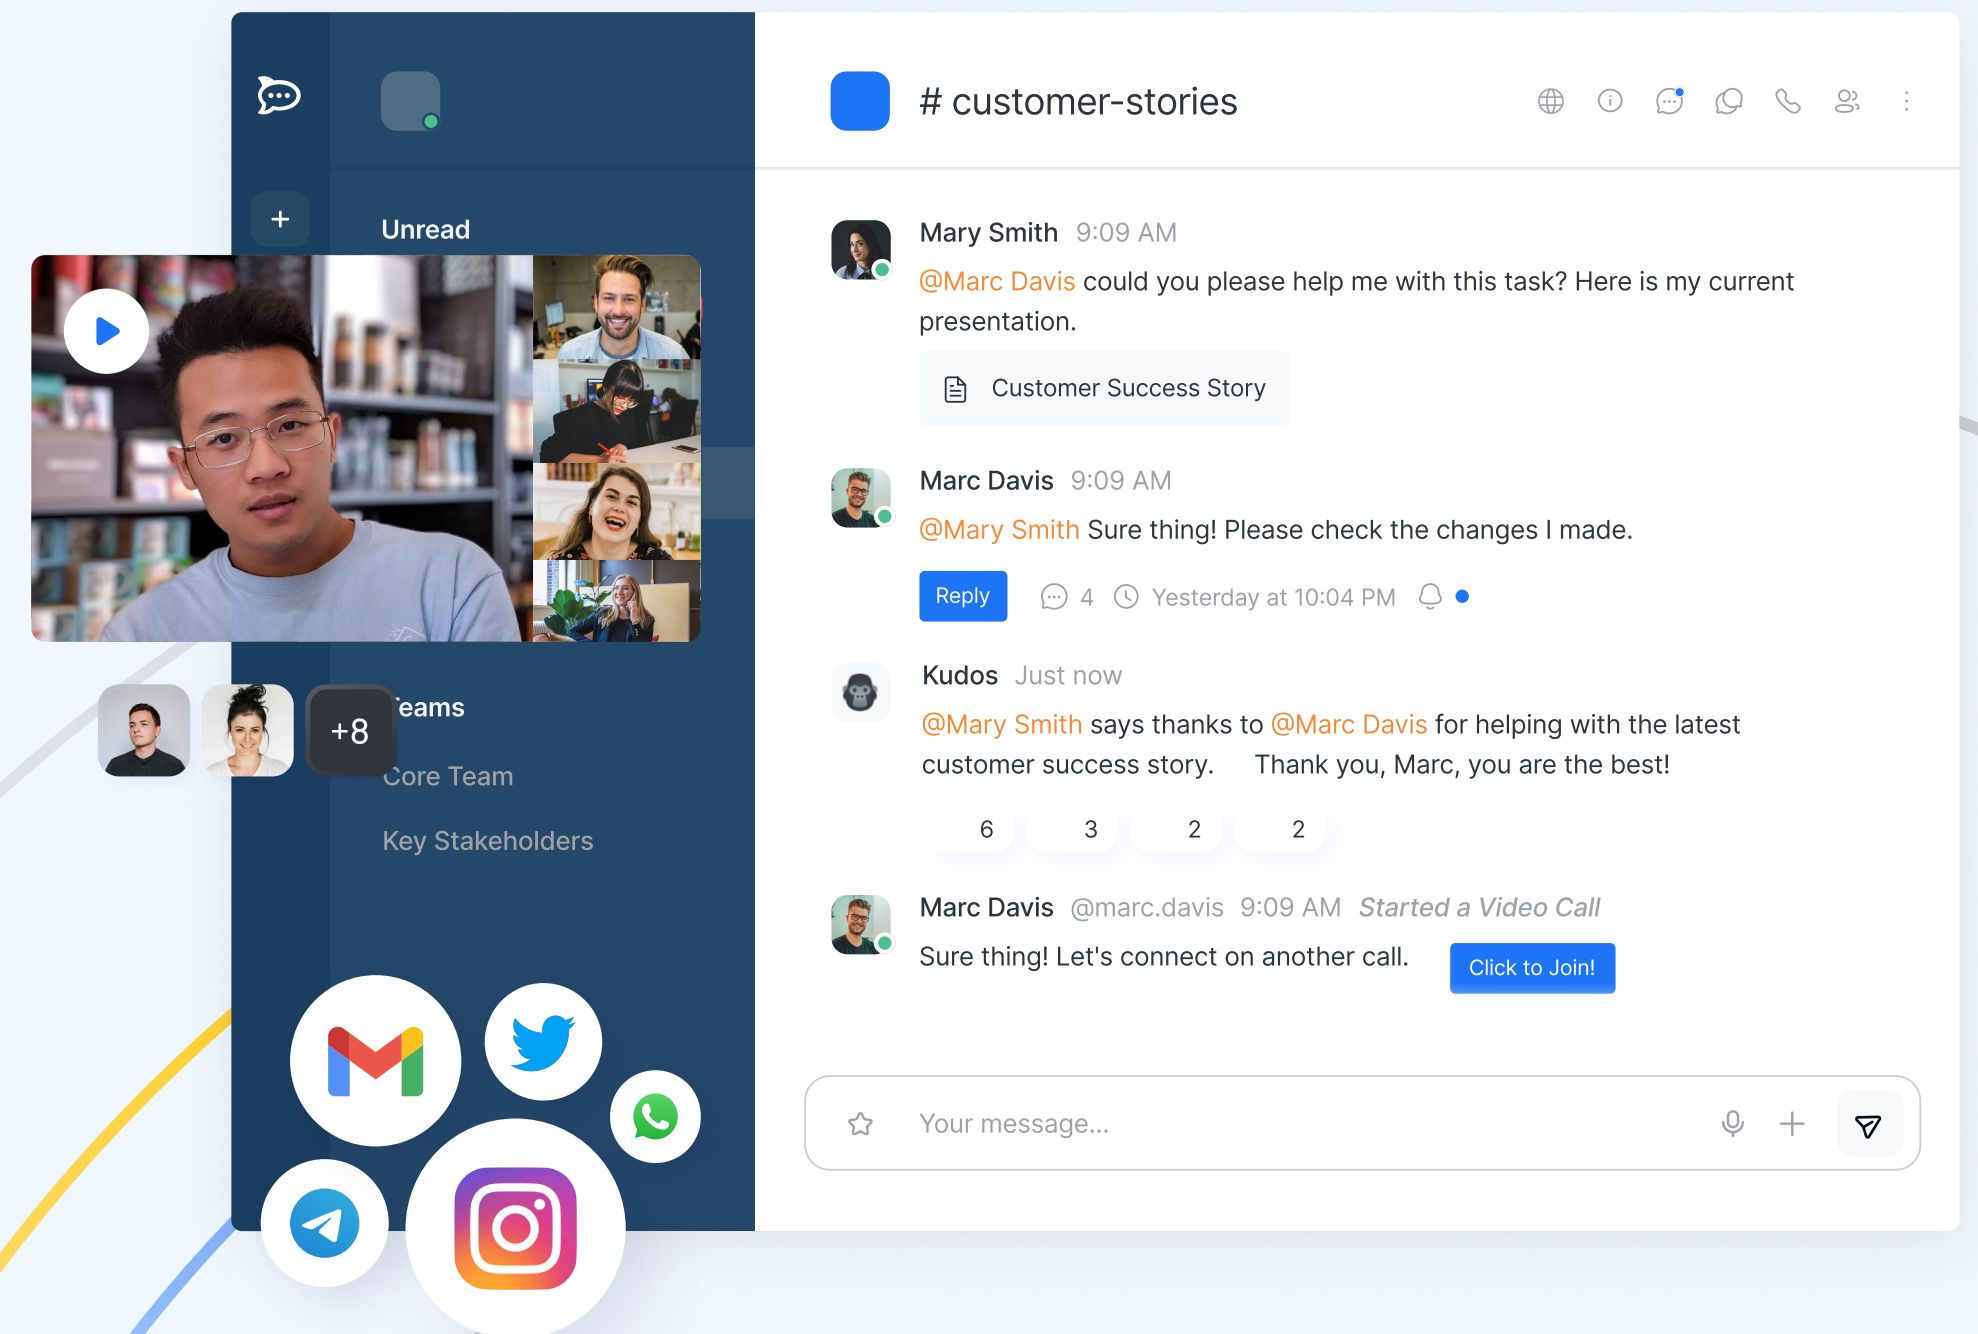 Unread
+8
Teams
Core Team
Key Stakeholders
# customer-stories
Mary Smith 9:09 AM
@Marc Davis could you please help me with this task? Here is my current
presentation.
Customer Success Story
Marc Davis 9:09 AM
@Mary Smith Sure thing! Please check the changes I made.
Reply 4 Yesterday at 10:04 PM
Kudos Just now
@Mary Smith says thanks to @Marc Davis for helping with the latest
customer success story. Thank you, Marc, you are the best!
6 3 2 2
Marc Davis @marc.davis 9:09 AM Started a Video Call
Sure thing! Let's connect on another call. Click to Join!
Your message...